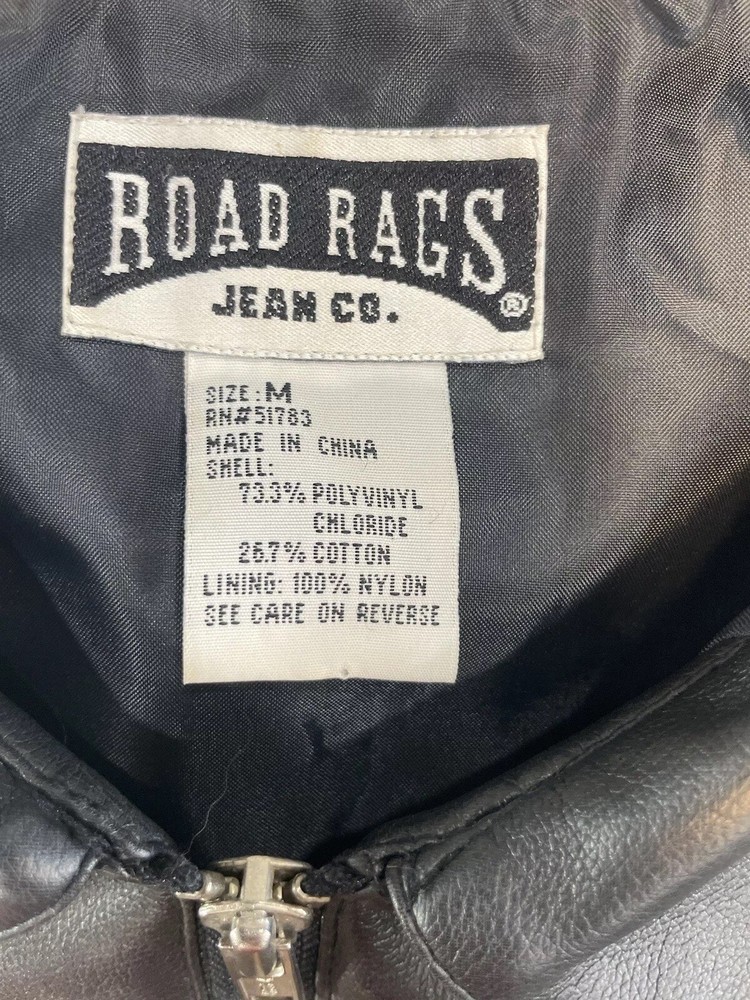 ROAD RAGS®
JEAN CO.
SIZE: M
RN#51783
MADE IN CHINA
SHELL:
73.3% POLYVINYL
CHLORIDE
26.7% COTTON
LINING: 100% NYLON
SEE CARE ON REVERSE